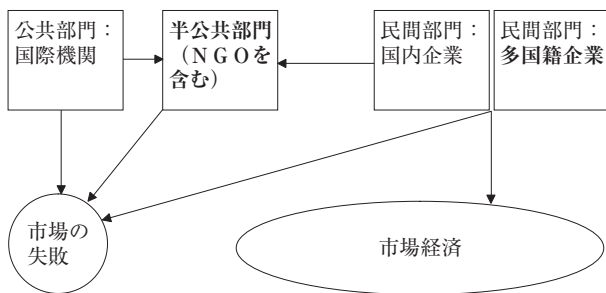 公共部門：
国際機関
半公共部門
（ＮＧＯを
含む）
民間部門：
国内企業
民間部門：
多国籍企業
市場の
失敗
市場経済